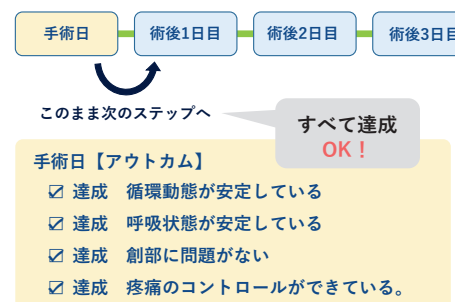 手術日
術後1日目
術後2日目
術後3日目
このまま次のステップへ
すべて達成
OK！
手術日【アウトカム】
☑ 達成 循環動態が安定している
☑ 達成 呼吸状態が安定している
☑ 達成 創部に問題がない
☑ 達成 疼痛のコントロールができている。